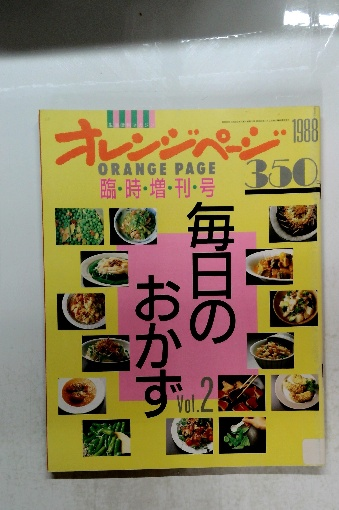 オレンジページ
1988
ORANGE PAGE
350
臨・時・増・刊・号
毎日の
おかず
Vol.2